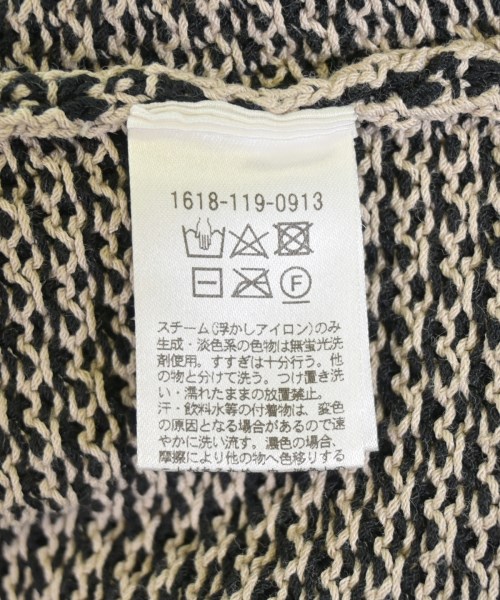 1618-119-0913
F
スチーム(浮かしアイロン)のみ
生成・淡色系の色物は無蛍光洗
剤使用。すすぎは十分行う。他
の物と分けて洗う。つけ置き洗
い・濡れたままの放置禁止。
汗・飲料水等の付着物は、変色
の原因となる場合があるので速
やかに洗い流す。濃色の場合、
摩擦により他の物へ色移りする